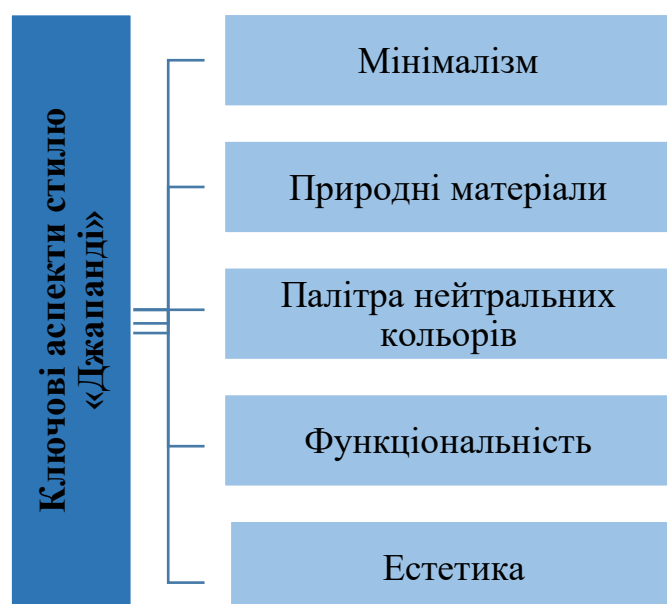 Ключові аспекти стилю
«Джапанді»
Мінімалізм
Природні матеріали
Палітра нейтральних
кольорів
Функціональність
Естетика